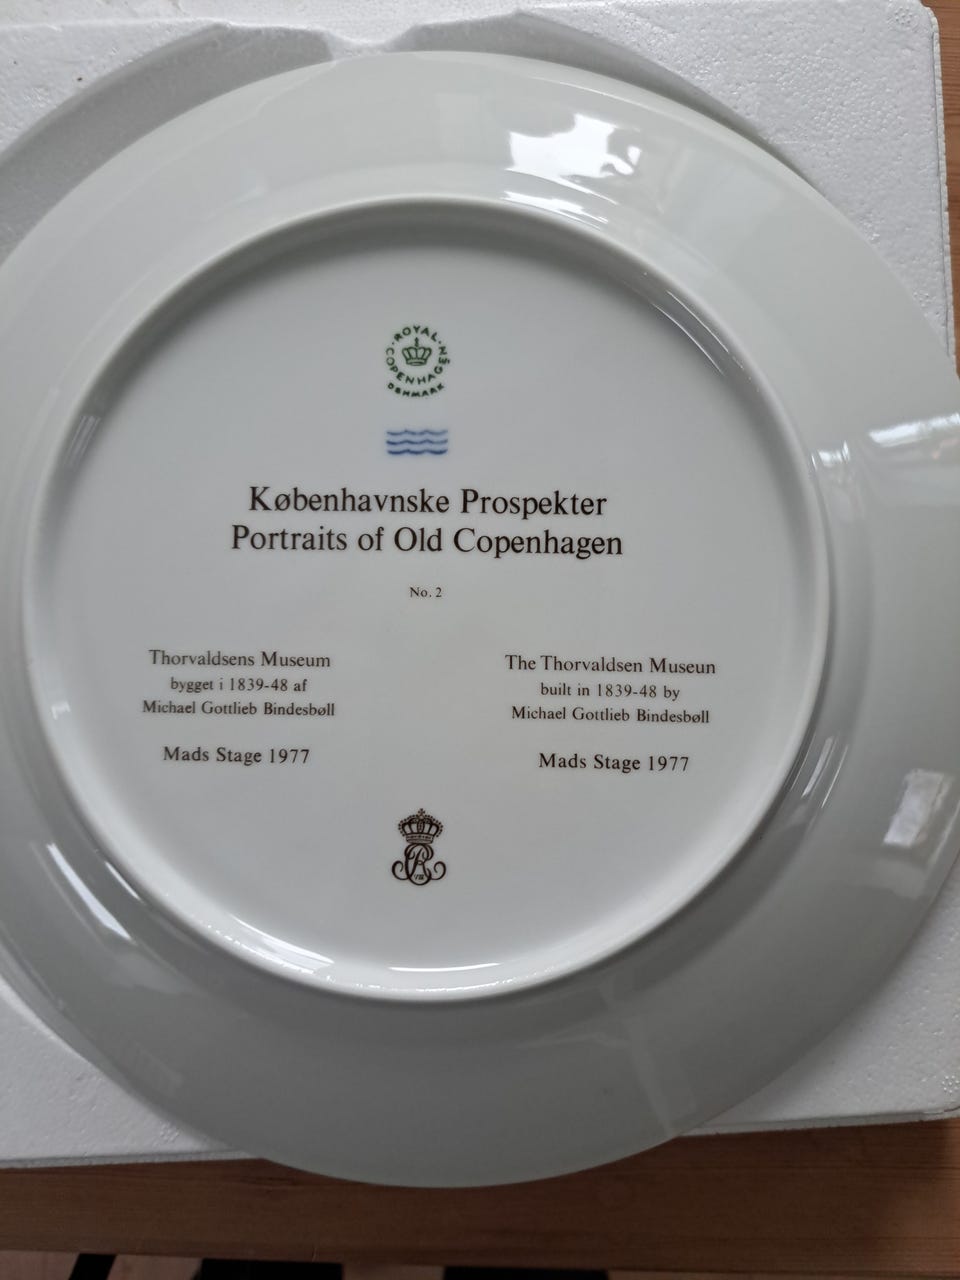 ROYAL
COPENHAGEN
DENMARK
Københavnske Prospekter
Portraits of Old Copenhagen
No. 2
Thorvaldsens Museum
bygget i 1839-48 af
Michael Gottlieb Bindesbøll
Mads Stage 1977
The Thorvaldsen Museun
built in 1839-48 by
Michael Gottlieb Bindesbøll
Mads Stage 1977